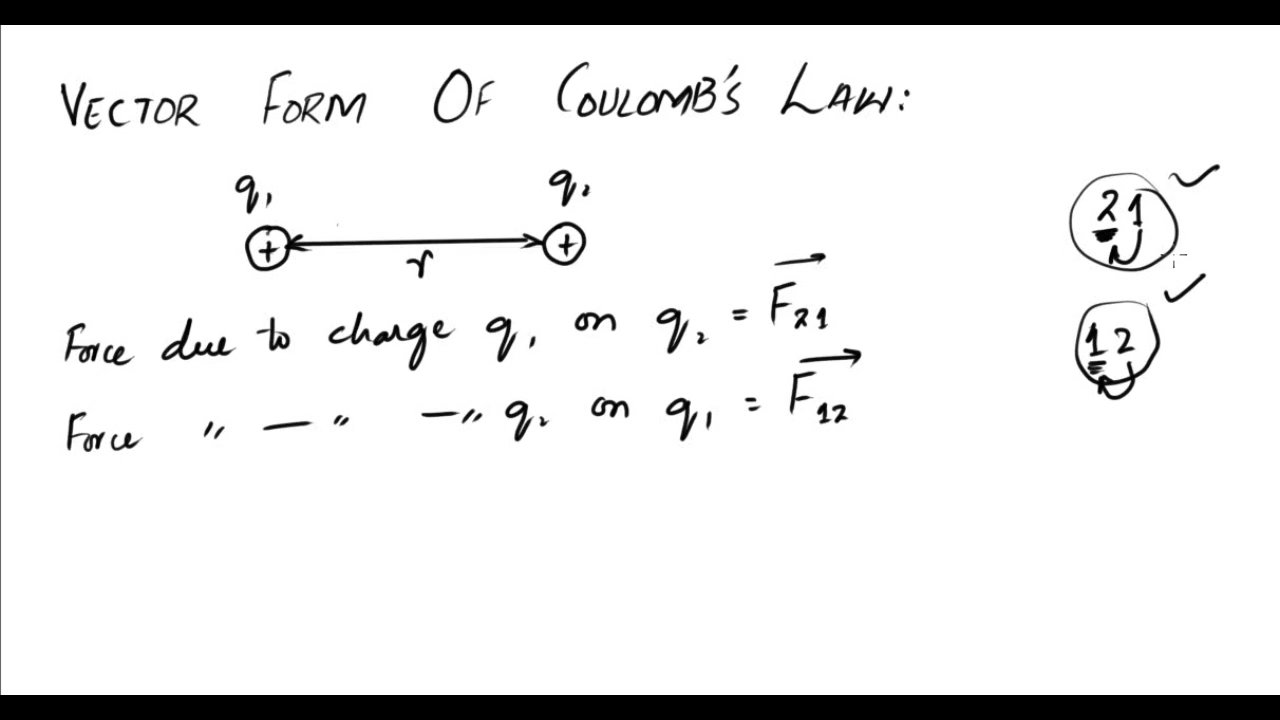 VECTOR FORM OF COULOMB'S LAW:
q₁ q₂
+ +
r
21
12
Force due to charge q₁ on q₂ = F₂₁
Force " — " — " q₂ on q₁ = F₁₂